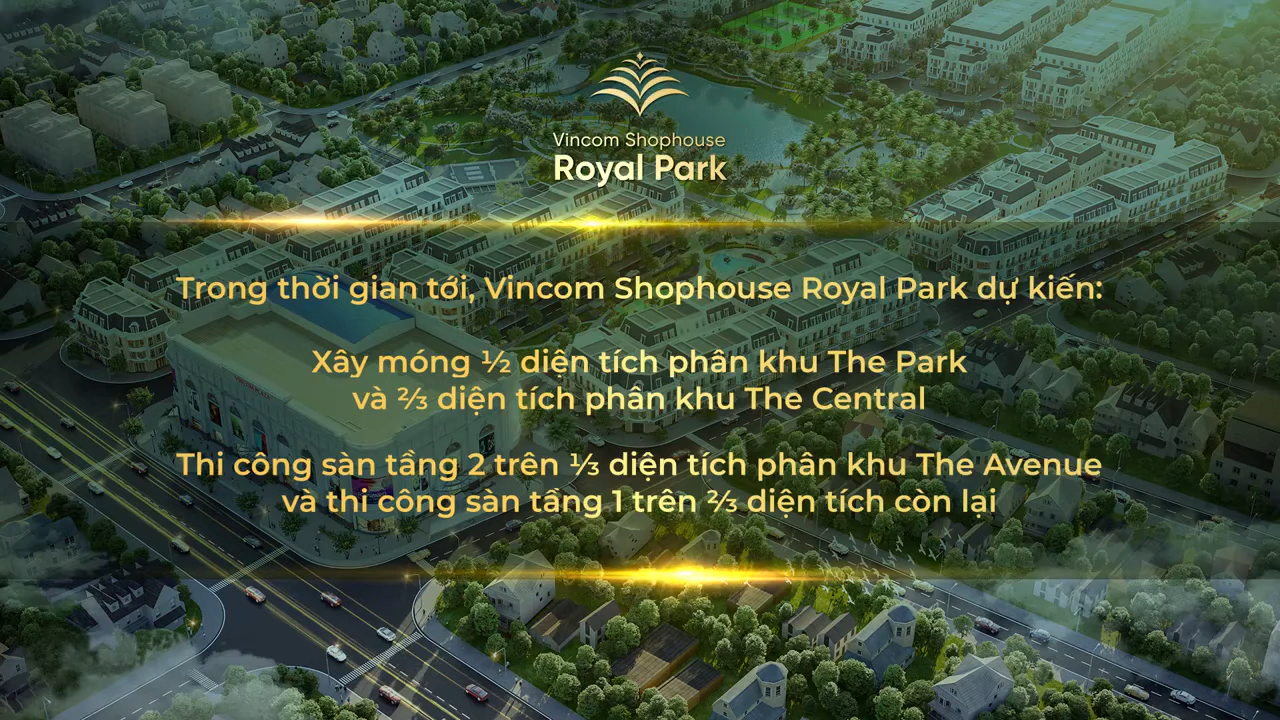 Vincom Shophouse
Royal Park
Trong thời gian tới, Vincom Shophouse Royal Park dự kiến:
Xây móng ½ diện tích phân khu The Park
và ⅔ diện tích phân khu The Central
Thi công sàn tầng 2 trên ⅓ diện tích phân khu The Avenue
và thi công sàn tầng 1 trên ⅔ diện tích còn lại